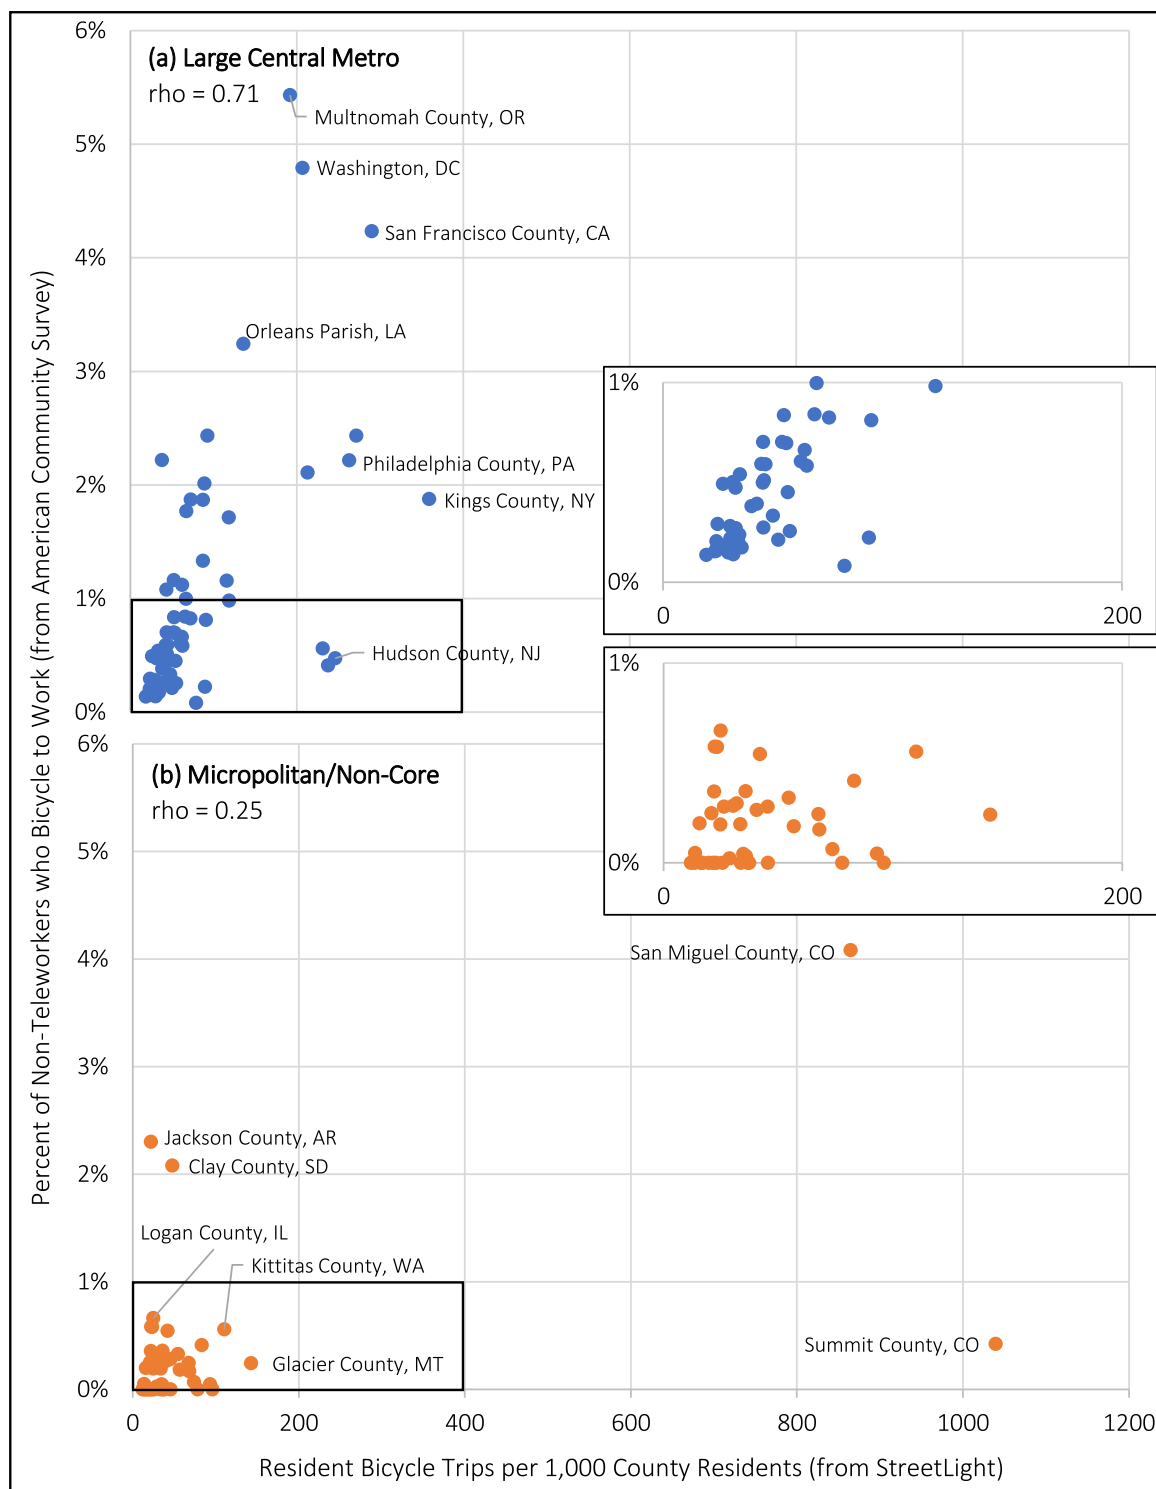 6%
(a) Large Central Metro
rho = 0.71
Multnomah County, OR
5%
Washington, DC
San Francisco County, CA
4%
Orleans Parish, LA
3%
Philadelphia County, PA
2%
Kings County, NY
1%
Hudson County, NJ
0%
1%
0%
0
200
6%
(b) Micropolitan/Non-Core
rho = 0.25
5%
1%
0%
0
200
4%
San Miguel County, CO
3%
Jackson County, AR
Clay County, SD
2%
Logan County, IL
Kittitas County, WA
1%
Glacier County, MT
Summit County, CO
0%
0
200
400
600
800
1000
1200
Resident Bicycle Trips per 1,000 County Residents (from StreetLight)
Percent of Non-Teleworkers who Bicycle to Work (from American Community Survey)